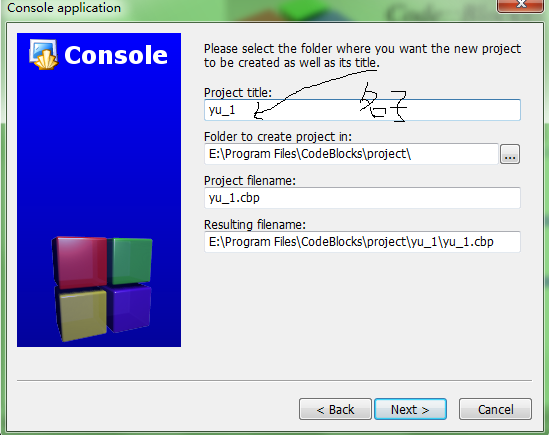 Console application
Console
Please select the folder where you want the new project
to be created as well as its title.
Project title:
yu_1
名字
Folder to create project in:
E:\Program Files\CodeBlocks\project\
...
Project filename:
yu_1.cbp
Resulting filename:
E:\Program Files\CodeBlocks\project\yu_1\yu_1.cbp
< Back
Next >
Cancel